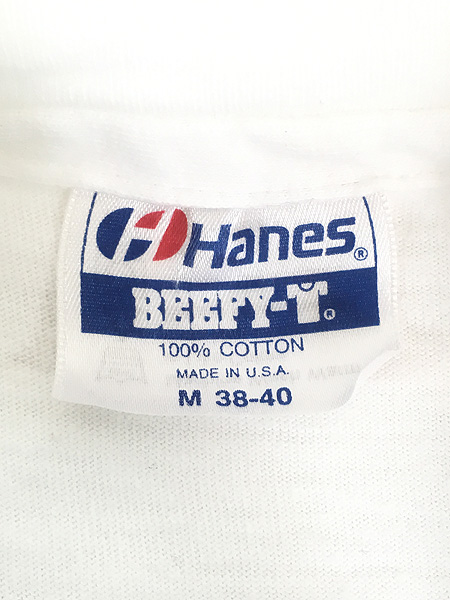 Hanes®
BEEFY-T®
100% COTTON
MADE IN U.S.A.
M 38-40